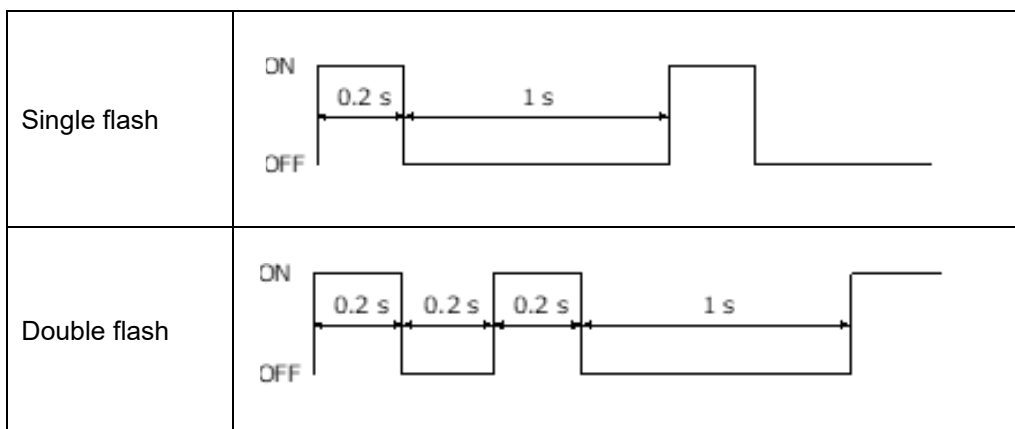 Single flash
ON
0.2 s 1 s
OFF
Double flash
ON
0.2 s 0.2 s 0.2 s 1 s
OFF